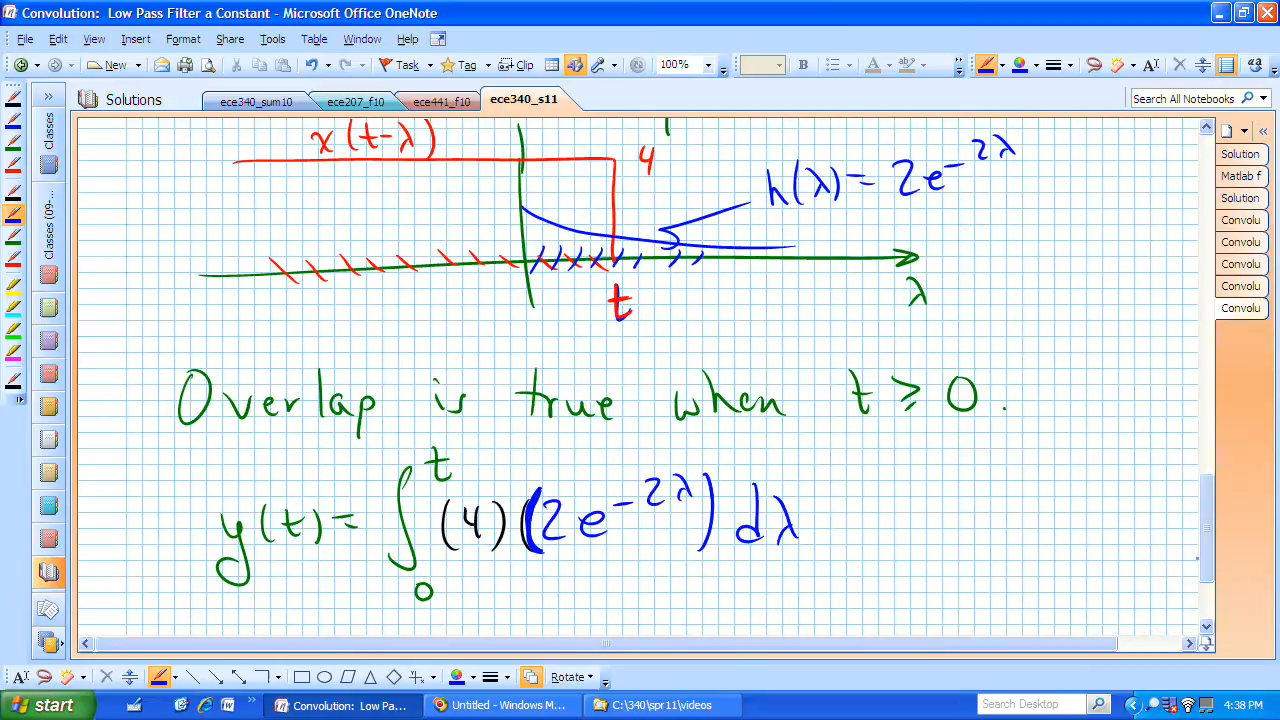 Convolution: Low Pass Filter a Constant - Microsoft Office OneNote
File Edit View Insert Format Share Tools Table Window Help
New Task Tag Clip 100% B A ab
Solutions ece340_sum10 ece207_f10 ece441_f10 ece340_s11 Search All Notebooks
Classes
Classes (09-...
Solution
Matlab f
Solution
Convolu
Convolu
Convolu
Convolu
Convolu
x(t-λ)
4
h(λ) = 2e^-2λ
t
λ
Overlap is true when t ≥ 0.
y(t) = ∫_0^t (4)(2e^-2λ) dλ
A Rotate
start Convolution: Low Pa... Untitled - Windows M... C:\340\spr11\videos Search Desktop 4:38 PM